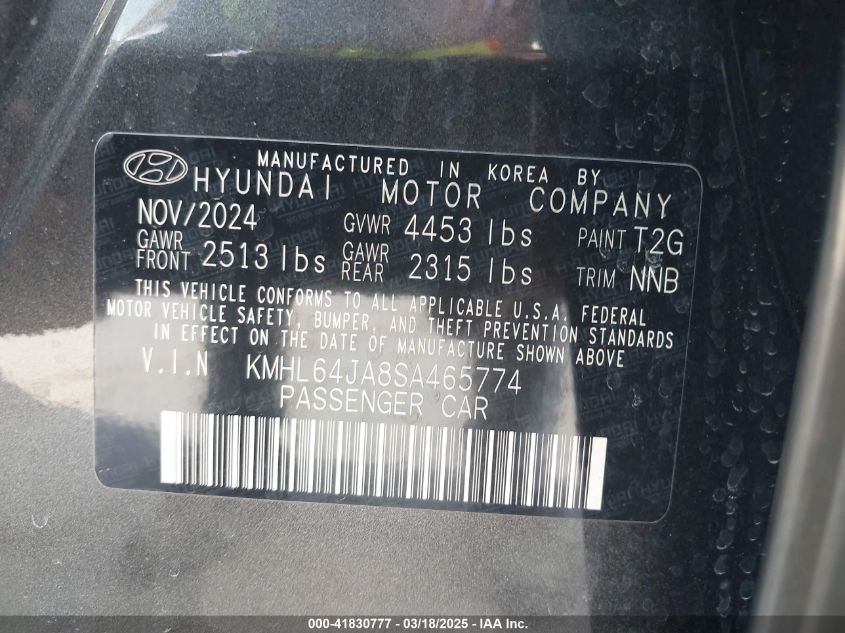 MANUFACTURED IN KOREA BY
HYUNDAI MOTOR COMPANY
NOV/2024 GVWR 4453 lbs PAINT T2G
GAWR FRONT 2513 lbs GAWR REAR 2315 lbs TRIM NNB
THIS VEHICLE CONFORMS TO ALL APPLICABLE U.S.A. FEDERAL
MOTOR VEHICLE SAFETY, BUMPER, AND THEFT PREVENTION STANDARDS
IN EFFECT ON THE DATE OF MANUFACTURE SHOWN ABOVE
V.I.N KMHL64JA8SA465774
PASSENGER CAR
000-41830777 - 03/18/2025 - IAA Inc.